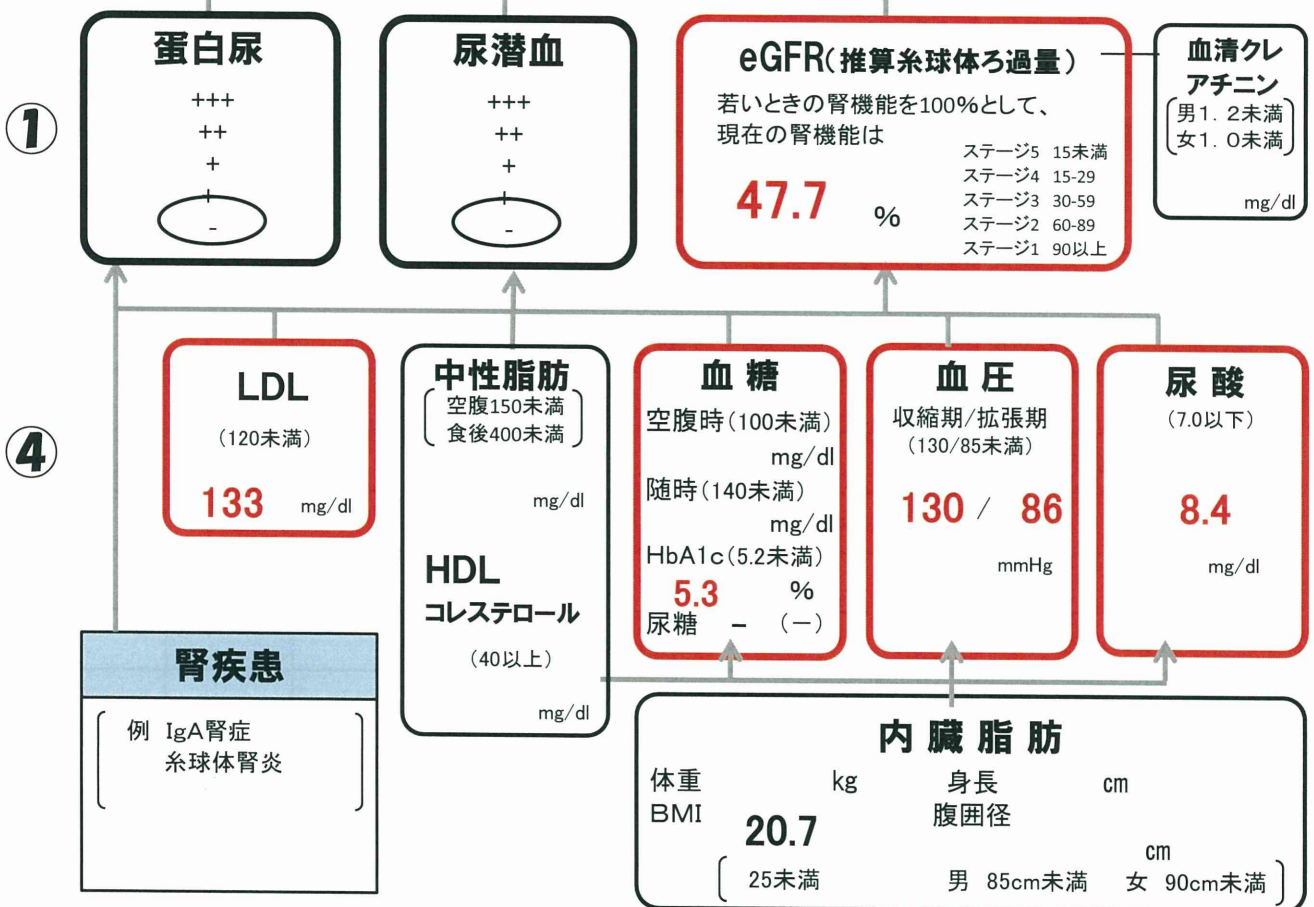 ①
蛋白尿
+++
++
+
+
-
尿潜血
+++
++
+
+
-
eGFR(推算糸球体ろ過量)
若いときの腎機能を100%として、
現在の腎機能は
47.7 %
ステージ5 15未満
ステージ4 15-29
ステージ3 30-59
ステージ2 60-89
ステージ1 90以上
血清クレ
アチニン
男1.2未満
女1.0未満
mg/dl
④
LDL
(120未満)
133 mg/dl
中性脂肪
空腹150未満
食後400未満
mg/dl
HDL
コレステロール
(40以上)
mg/dl
血糖
空腹時(100未満)
mg/dl
随時(140未満)
mg/dl
HbA1c(5.2未満)
5.3 %
尿糖 - (-)
血圧
収縮期/拡張期
(130/85未満)
130 / 86
mmHg
尿酸
(7.0以下)
8.4
mg/dl
腎疾患
例 IgA腎症
糸球体腎炎
内臓脂肪
体重 kg 身長 cm
BMI 腹囲径
20.7
cm
25未満 男 85cm未満 女 90cm未満